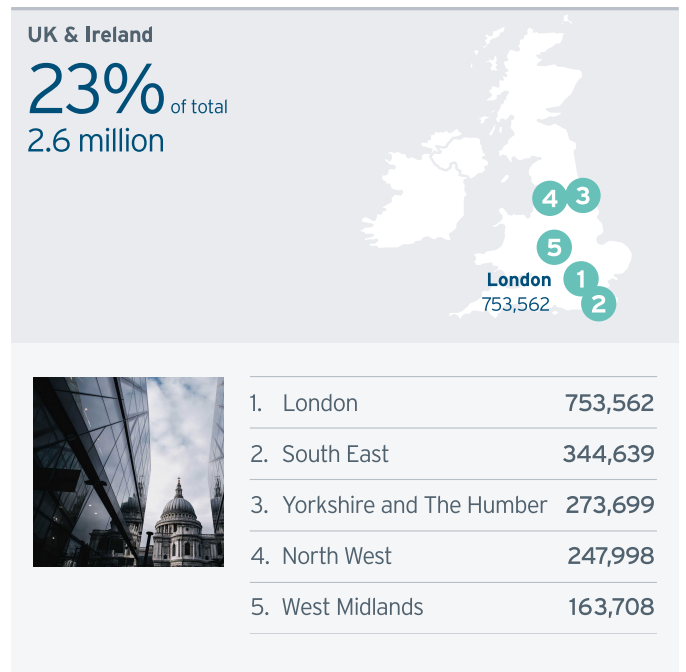 UK & Ireland
23% of total
2.6 million
4 3
5
London 1
753,562 2
1. London 753,562
2. South East 344,639
3. Yorkshire and The Humber 273,699
4. North West 247,998
5. West Midlands 163,708